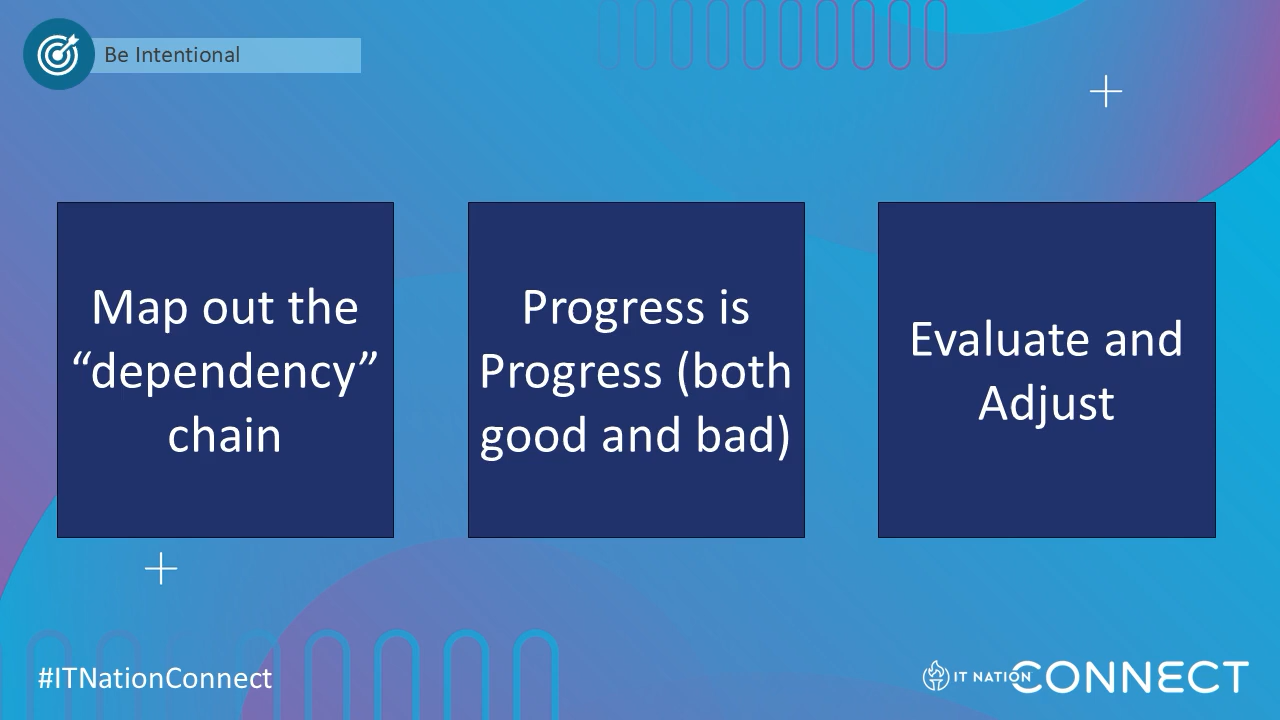 Be Intentional
Map out the
“dependency”
chain
Progress is
Progress (both
good and bad)
Evaluate and
Adjust
#ITNationConnect
IT NATION CONNECT